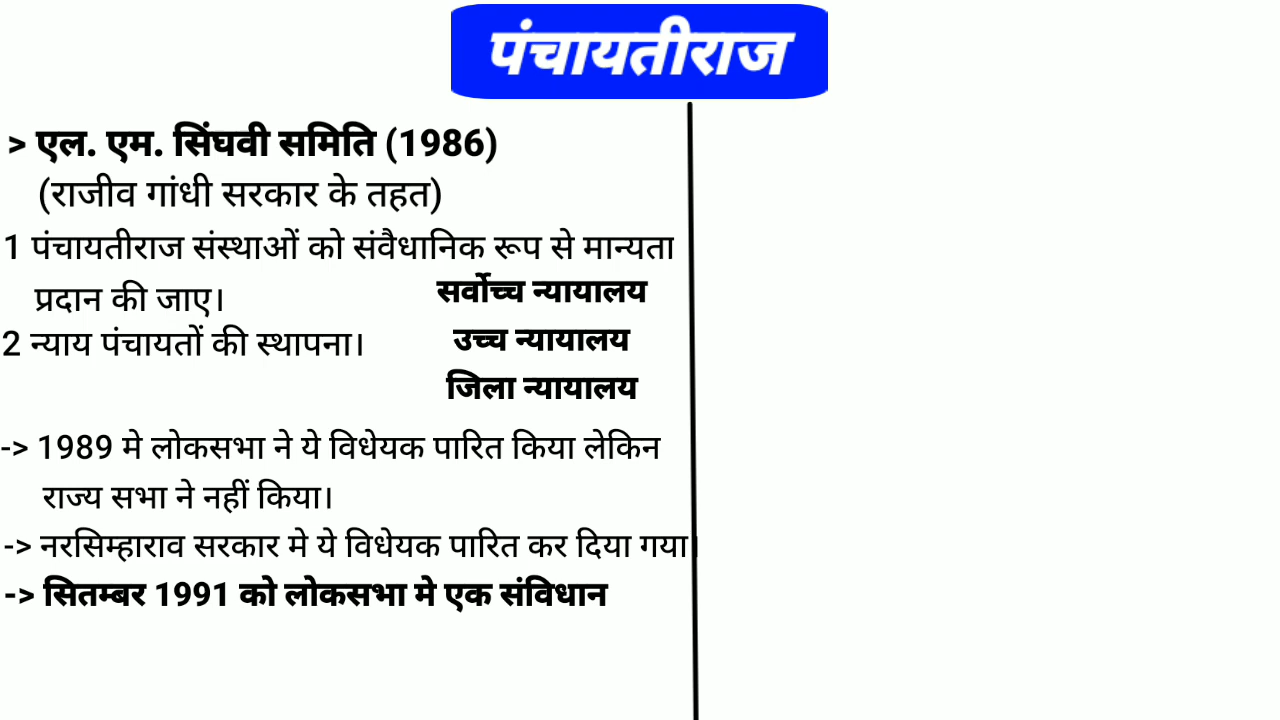 पंचायतीराज
> एल. एम. सिंघवी समिति (1986)
(राजीव गांधी सरकार के तहत)
1 पंचायतीराज संस्थाओं को संवैधानिक रूप से मान्यता
प्रदान की जाए।
सर्वोच्च न्यायालय
2 न्याय पंचायतों की स्थापना।
उच्च न्यायालय
जिला न्यायालय
-> 1989 मे लोकसभा ने ये विधेयक पारित किया लेकिन
राज्य सभा ने नहीं किया।
-> नरसिम्हाराव सरकार मे ये विधेयक पारित कर दिया गया।
-> सितम्बर 1991 को लोकसभा मे एक संविधान